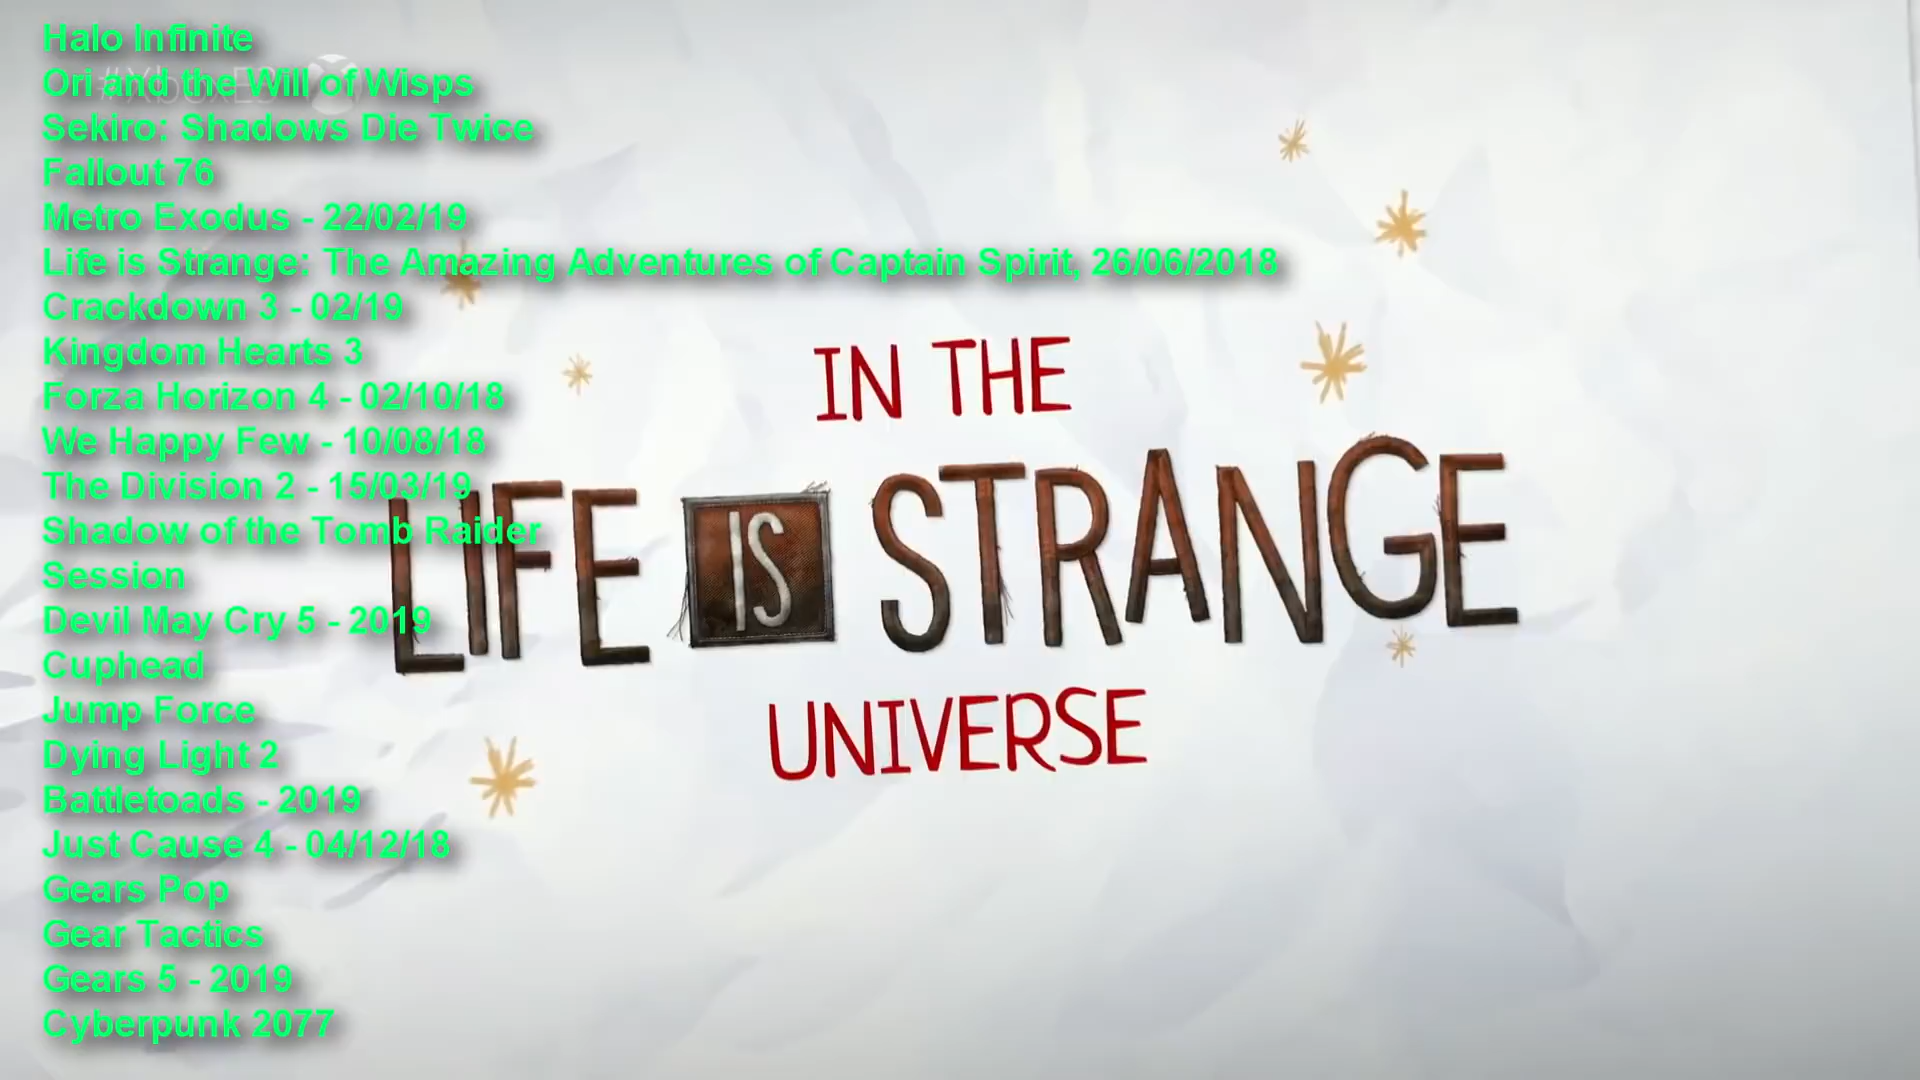 Halo Infinite
#XboxE3
Ori and the Will of Wisps
Sekiro: Shadows Die Twice
Fallout 76
Metro Exodus - 22/02/19
Life is Strange: The Amazing Adventures of Captain Spirit, 26/06/2018
Crackdown 3 - 02/19
Kingdom Hearts 3
Forza Horizon 4 - 02/10/18
We Happy Few - 10/08/18
The Division 2 - 15/03/19
Shadow of the Tomb Raider
Session
Devil May Cry 5 - 2019
Cuphead
Jump Force
Dying Light 2
Battletoads - 2019
Just Cause 4 - 04/12/18
Gears Pop
Gear Tactics
Gears 5 - 2019
Cyberpunk 2077
IN THE
LIFE IS STRANGE
UNIVERSE